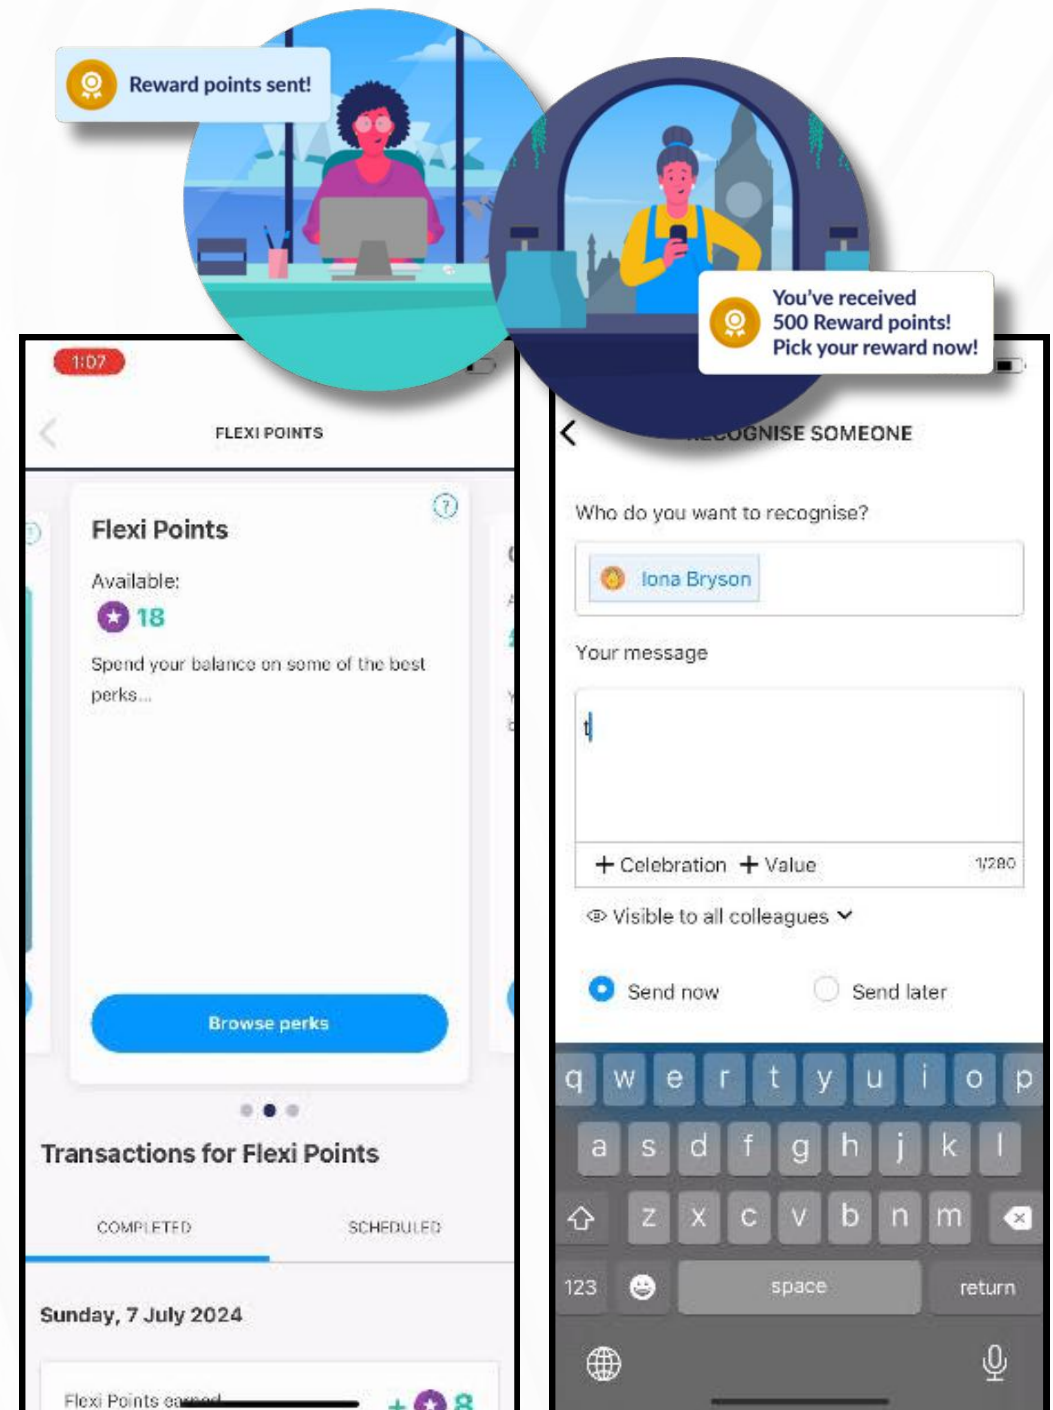 Reward points sent!
You've received
500 Reward points!
Pick your reward now!
1:07
FLEXI POINTS
Flexi Points
Available:
18
Spend your balance on some of the best
perks...
Browse perks
Transactions for Flexi Points
COMPLETED
SCHEDULED
Sunday, 7 July 2024
Flexi Points earned
+ 8
SOMEONE
Who do you want to recognise?
Iona Bryson
Your message
t
+ Celebration + Value
1/280
Visible to all colleagues
Send now
Send later
q w e r t y u i o p
a s d f g h j k l
z x c v b n m
123
space
return